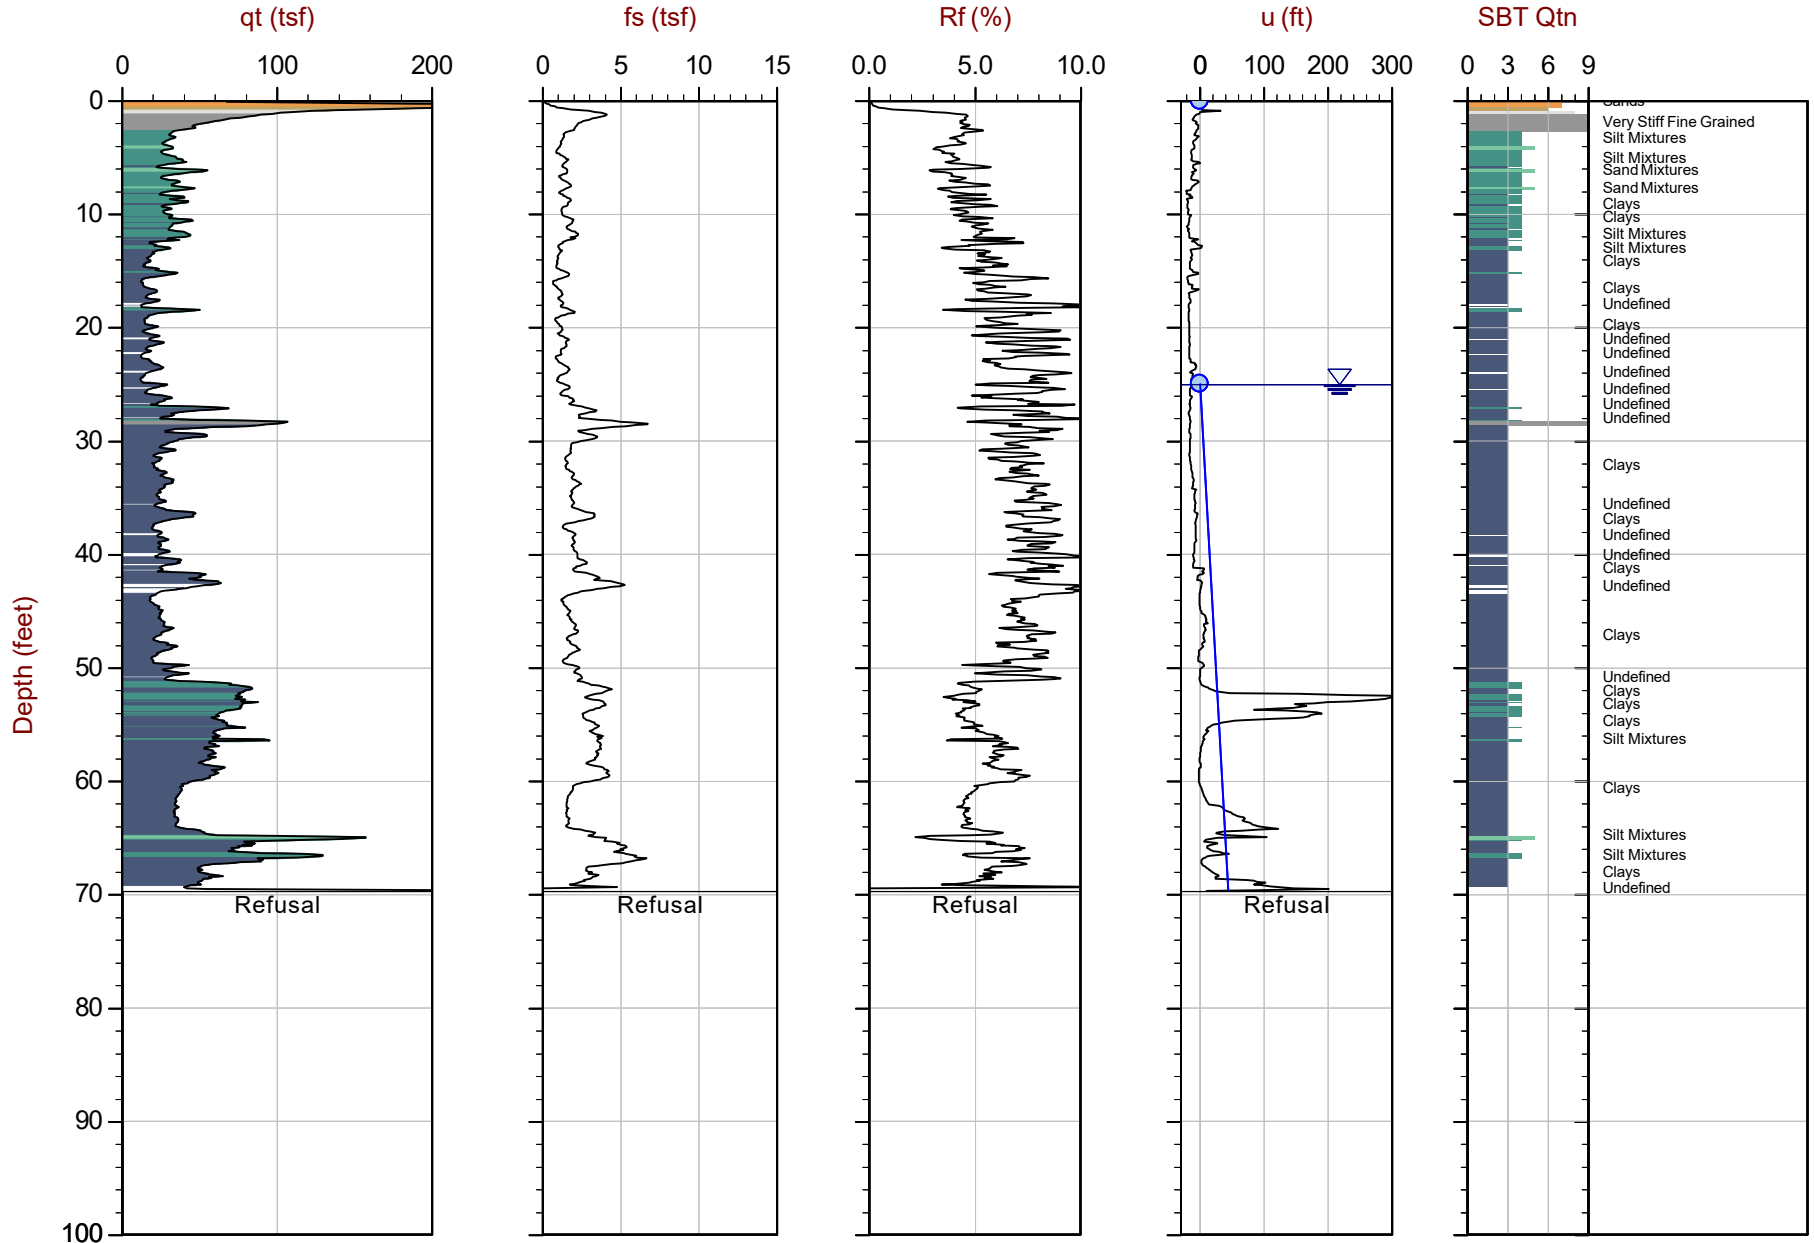 qt (tsf) fs (tsf) Rf (%) u (ft) SBT Qtn
0 100 200 0 5 10 15 0.0 5.0 10.0 0 100 200 300 0 3 6 9
0
10
20
30
40
50
60
70
80
90
100
Depth (feet)
Sands
Very Stiff Fine Grained
Silt Mixtures
Silt Mixtures
Sand Mixtures
Sand Mixtures
Clays
Clays
Silt Mixtures
Silt Mixtures
Clays
Clays
Undefined
Clays
Undefined
Undefined
Undefined
Undefined
Undefined
Undefined
Clays
Undefined
Clays
Undefined
Undefined
Clays
Undefined
Clays
Undefined
Clays
Clays
Clays
Silt Mixtures
Clays
Silt Mixtures
Silt Mixtures
Clays
Undefined
Refusal Refusal Refusal Refusal